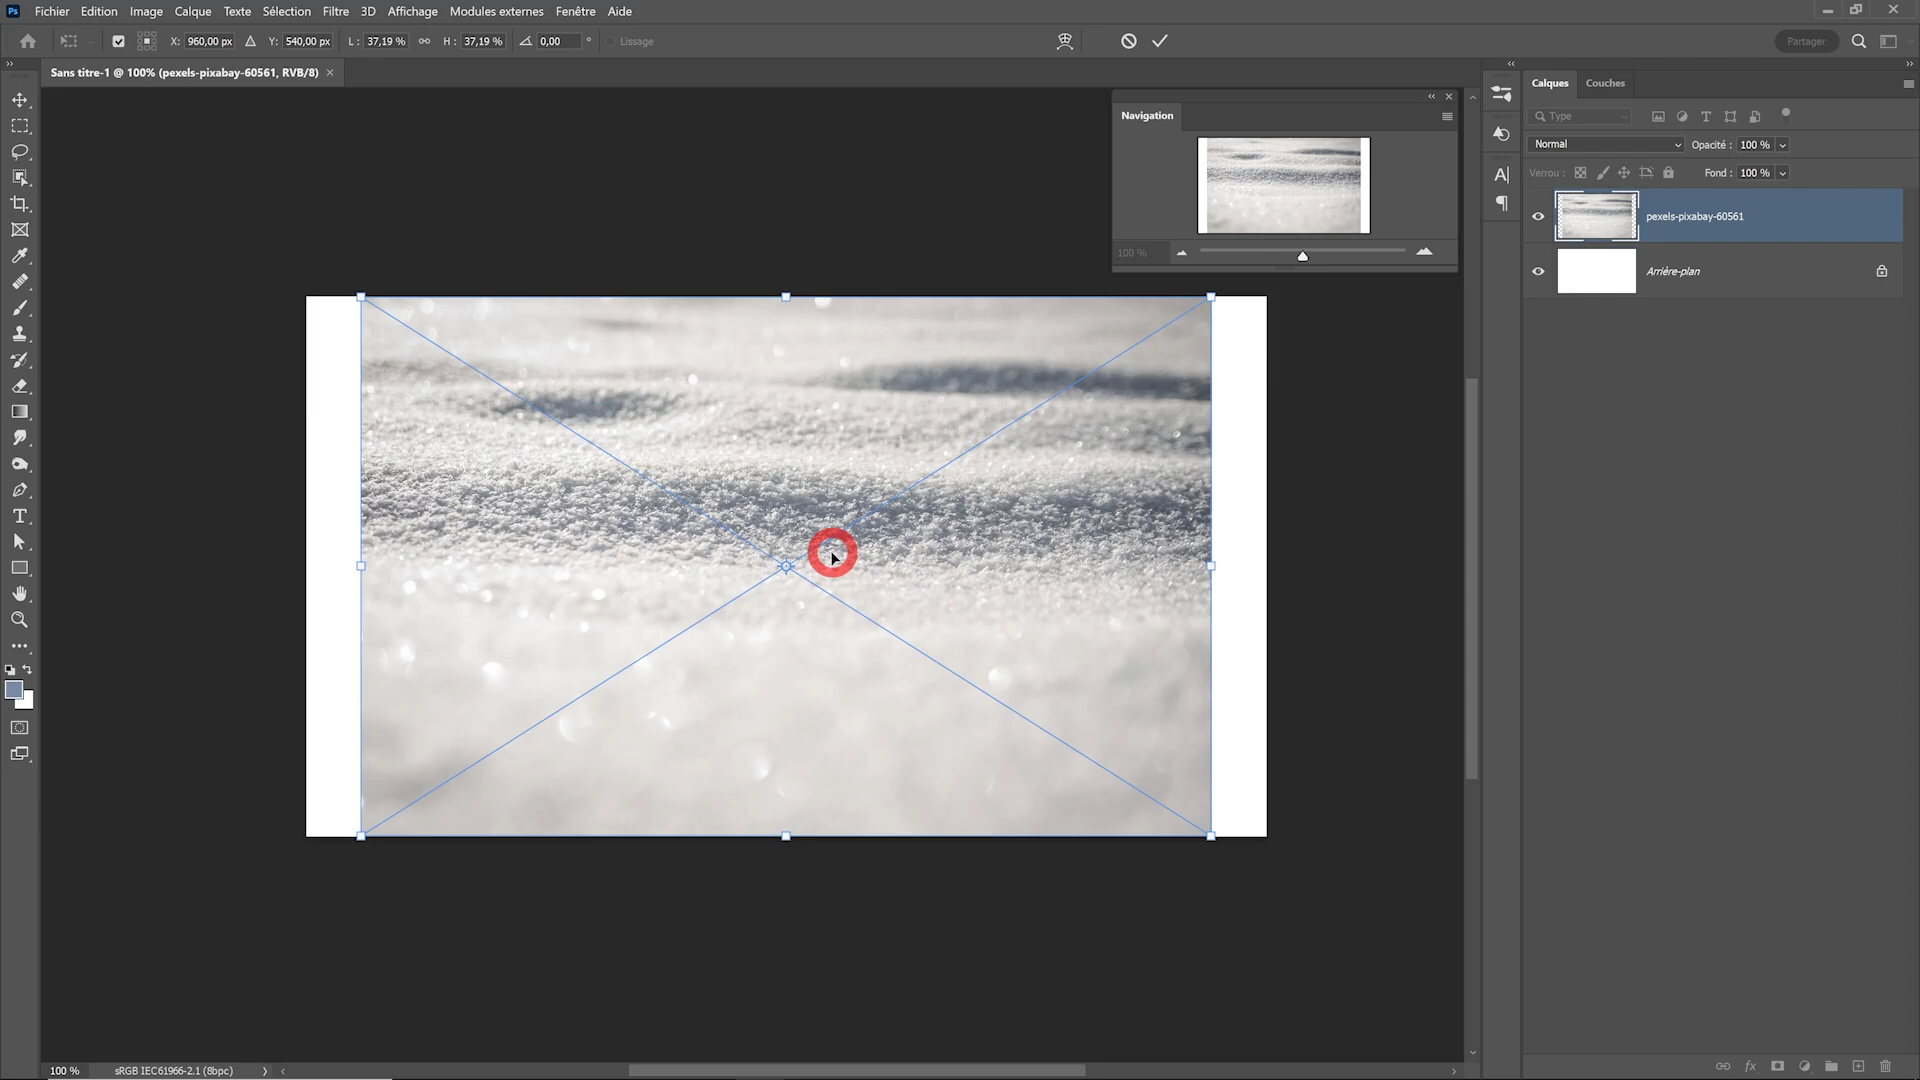 Ps Fichier Edition Image Calque Texte Sélection Filtre 3D Affichage Modules externes Fenêtre Aide
X: 960,00 px Y: 540,00 px L: 37,19 % H: 37,19 % 0,00 ° Lissage Partager
Sans titre-1 @ 100% (pexels-pixabay-60561, RVB/8) ×
Navigation
100 %
Calques Couches
Type
Normal Opacité : 100 %
Verrou : Fond : 100 %
pexels-pixabay-60561
Arrière-plan
100 % sRGB IEC61966-2.1 (8bpc)